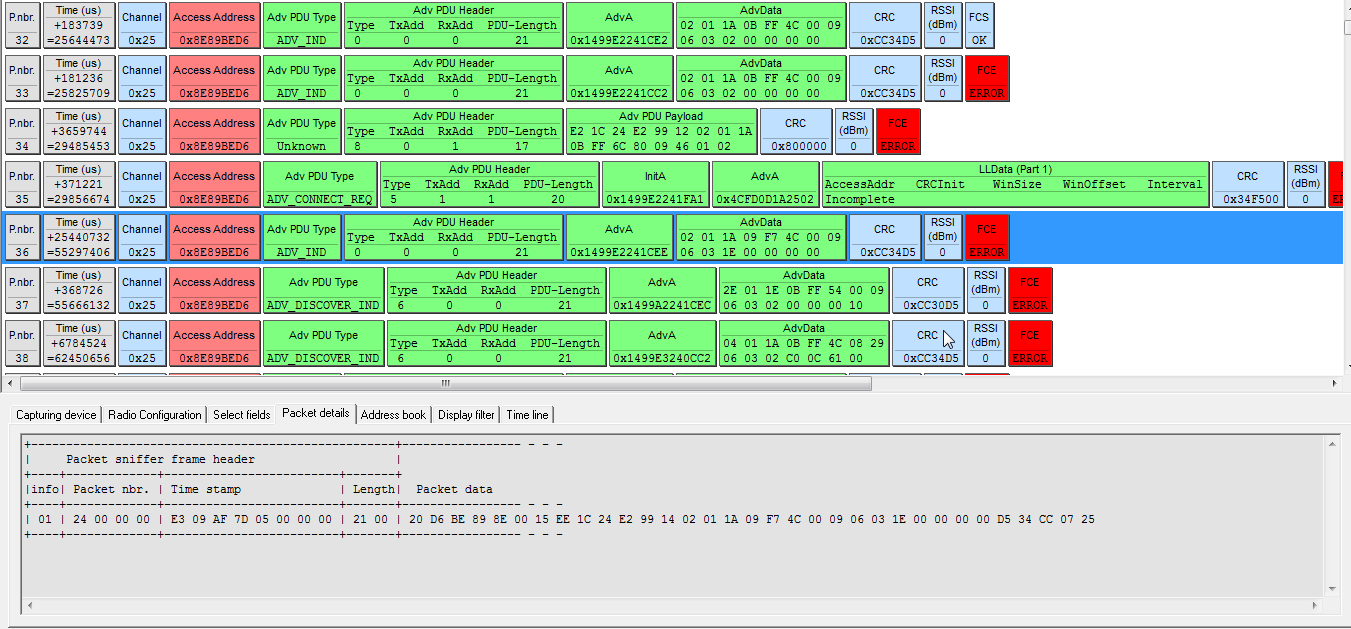 P.nbr. Time (us) Channel Access Address Adv PDU Type Adv PDU Header AdvA AdvData CRC RSSI (dBm) FCS
+183739 Type TxAdd RxAdd PDU-Length 02 01 1A 0B FF 4C 00 09
32 =25644473 0x25 0x8E89BED6 ADV_IND 0 0 0 21 0x1499E2241CE2 06 03 02 00 00 00 00 0xCC34D5 0 OK
P.nbr. Time (us) Channel Access Address Adv PDU Type Adv PDU Header AdvA AdvData CRC RSSI (dBm) FCE
+181236 Type TxAdd RxAdd PDU-Length 02 01 1A 0B FF 4C 00 09
33 =25825709 0x25 0x8E89BED6 ADV_IND 0 0 0 21 0x1499E2241CC2 06 03 02 00 00 00 00 0xCC34D5 0 ERROR
P.nbr. Time (us) Channel Access Address Adv PDU Type Adv PDU Header Adv PDU Payload CRC RSSI (dBm) FCE
+3659744 Type TxAdd RxAdd PDU-Length E2 1C 24 E2 99 12 02 01 1A
34 =29485453 0x25 0x8E89BED6 Unknown 8 0 1 17 0B FF 6C 80 09 46 01 02 0x800000 0 ERROR
P.nbr. Time (us) Channel Access Address Adv PDU Type Adv PDU Header InitA AdvA LLData (Part 1) CRC RSSI (dBm)
+371221 Type TxAdd RxAdd PDU-Length AccessAddr CRCInit WinSize WinOffset Interval
35 =29856674 0x25 0x8E89BED6 ADV_CONNECT_REQ 5 1 1 20 0x1499E2241FA1 0x4CFD0D1A2502 Incomplete 0x34F500 0
P.nbr. Time (us) Channel Access Address Adv PDU Type Adv PDU Header AdvA AdvData CRC RSSI (dBm) FCE
+25440732 Type TxAdd RxAdd PDU-Length 02 01 1A 09 F7 4C 00 09
36 =55297406 0x25 0x8E89BED6 ADV_IND 0 0 0 21 0x1499E2241CEE 06 03 1E 00 00 00 00 0xCC34D5 0 ERROR
P.nbr. Time (us) Channel Access Address Adv PDU Type Adv PDU Header AdvA AdvData CRC RSSI (dBm) FCE
+368726 Type TxAdd RxAdd PDU-Length 2E 01 1E 0B FF 54 00 09
37 =55666132 0x25 0x8E89BED6 ADV_DISCOVER_IND 6 0 0 21 0x1499A2241CEC 06 03 02 00 00 00 10 0xCC30D5 0 ERROR
P.nbr. Time (us) Channel Access Address Adv PDU Type Adv PDU Header AdvA AdvData CRC RSSI (dBm) FCE
+6784524 Type TxAdd RxAdd PDU-Length 04 01 1A 0B FF 4C 08 29
38 =62450656 0x25 0x8E89BED6 ADV_DISCOVER_IND 6 0 0 21 0x1499E3240CC2 06 03 02 C0 0C 61 00 0xCC34D5 0 ERROR
Capturing device Radio Configuration Select fields Packet details Address book Display filter Time line
Packet sniffer frame header
|info| Packet nbr. | Time stamp | Length| Packet data
| 01 | 24 00 00 00 | E3 09 AF 7D 05 00 00 00 | 21 00 | 20 D6 BE 89 8E 00 15 EE 1C 24 E2 99 14 02 01 1A 09 F7 4C 00 09 06 03 1E 00 00 00 00 D5 34 CC 07 25